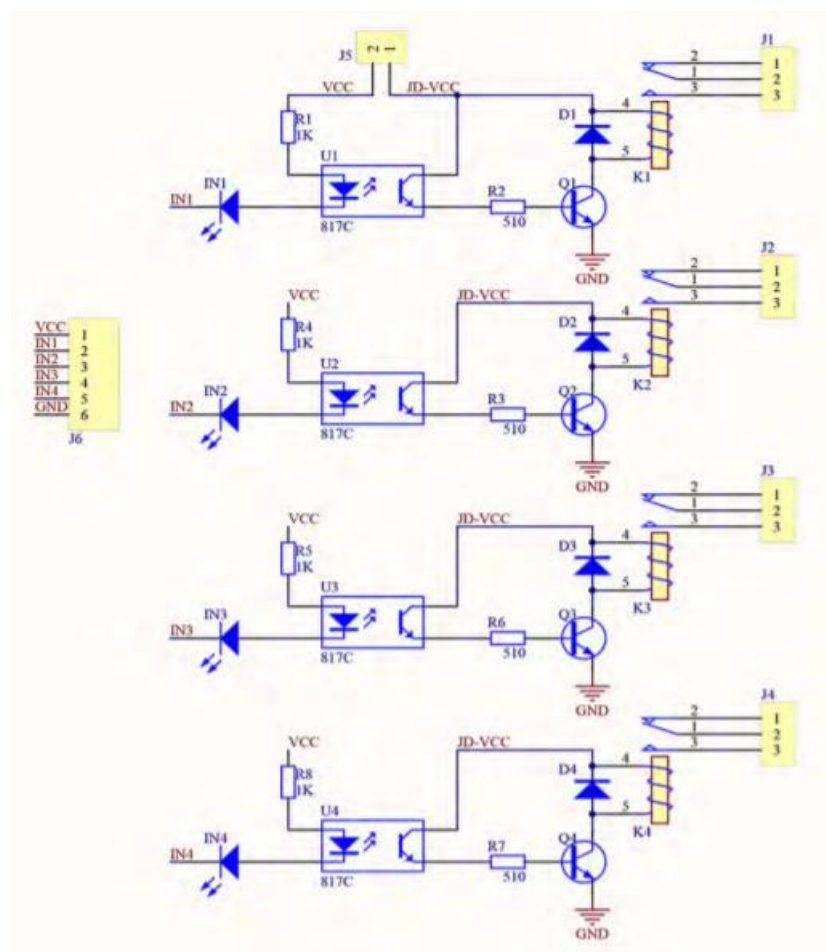 J5
2 1
VCC JD-VCC
R1
1K
U1
IN1
IN1
817C
R2
510
D1
Q1
4
5
K1
GND
J1
2 1
1 2
3 3
VCC
R4
1K
U2
IN2
IN2
817C
JD-VCC
R3
510
D2
Q2
4
5
K2
GND
J2
2 1
1 2
3 3
VCC 1
IN1 2
IN2 3
IN3 4
IN4 5
GND 6
J6
VCC
R5
1K
U3
IN3
IN3
817C
JD-VCC
R6
510
D3
Q3
4
5
K3
GND
J3
2 1
1 2
3 3
VCC
R8
1K
U4
IN4
IN4
817C
JD-VCC
R7
510
D4
Q4
4
5
K4
GND
J4
2 1
1 2
3 3